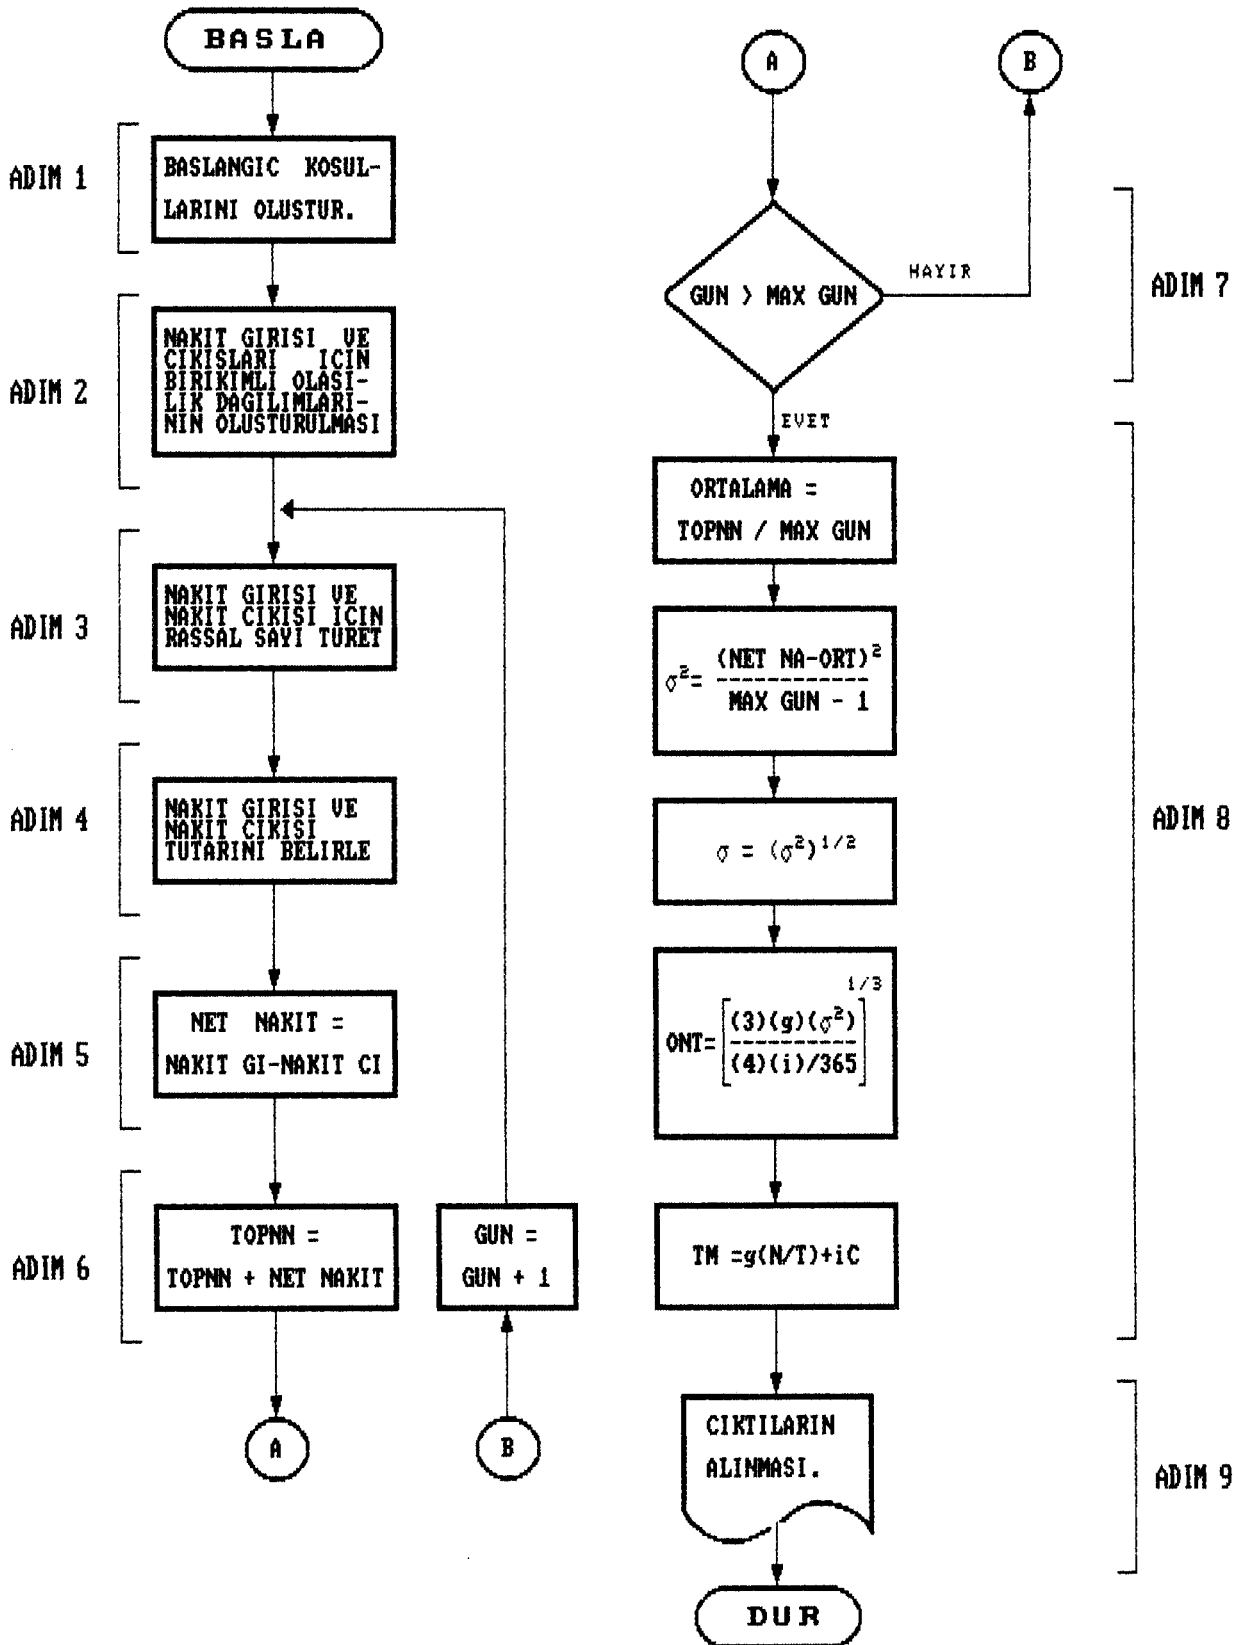 BASLA
ADIM 1
BASLANGIC KOSUL-
LARINI OLUSTUR.
ADIM 2
NAKIT GIRISI VE
CIKISLARI ICIN
BIRIKIMLI OLASI-
LIK DAGILIMLARI-
NIN OLUSTURULMASI
ADIM 3
NAKIT GIRISI VE
NAKIT CIKISI ICIN
RASSAL SAYI TURET
ADIM 4
NAKIT GIRISI VE
NAKIT CIKISI
TUTARINI BELIRLE
ADIM 5
NET NAKIT =
NAKIT GI-NAKIT CI
ADIM 6
TOPNN =
TOPNN + NET NAKIT
GUN =
GUN + 1
A
B
A
B
GUN > MAX GUN
HAYIR
ADIM 7
EVET
ORTALAMA =
TOPNN / MAX GUN
σ²= (NET NA-ORT)²
MAX GUN - 1
σ = (σ²)^1/2
ADIM 8
1/3
ONT= [(3)(g)(σ²)
(4)(i)/365]
TM =g(N/T)+iC
CIKTILARIN
ALINMASI.
ADIM 9
DUR